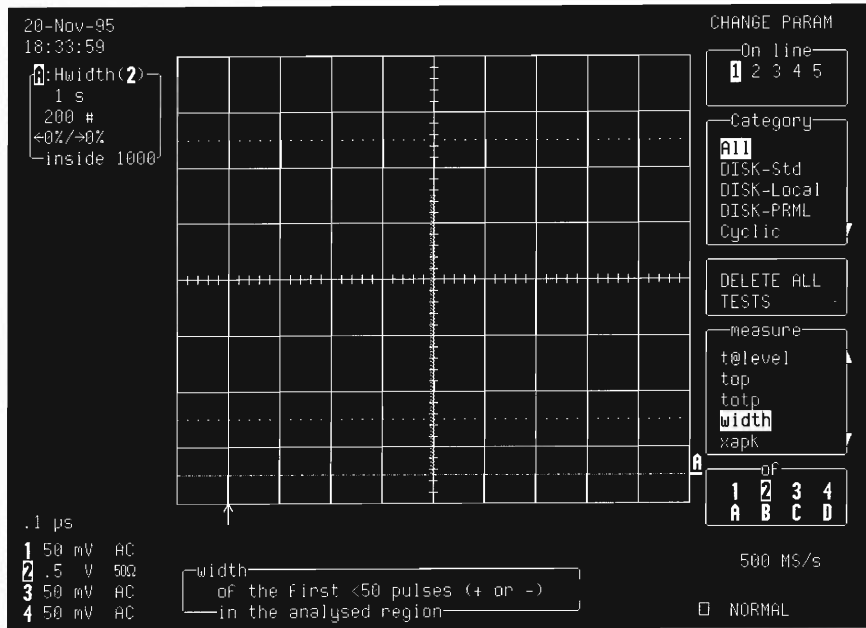 20-Nov-95
18:33:59
A:Hwidth(2)
1 s
200 #
←0%/→0%
inside 1000
.1 µs
1 50 mV AC
2 .5 V 50Ω
3 50 mV AC
4 50 mV AC
width
of the First <50 pulses (+ or -)
in the analysed region
A
CHANGE PARAM
On line
1 2 3 4 5
Category
All
DISK-Std
DISK-Local
DISK-PRML
Cyclic
DELETE ALL
TESTS
measure
t@level
top
totp
width
xapk
of
1 2 3 4
A B C D
500 MS/s
□ NORMAL